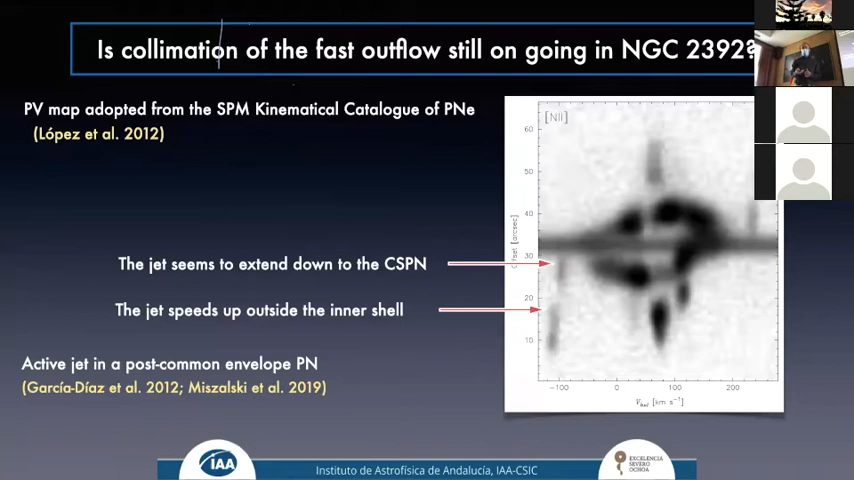 Is collimation of the fast outflow still on going in NGC 2392?
PV map adopted from the SPM Kinematical Catalogue of PNe
(López et al. 2012)
The jet seems to extend down to the CSPN
The jet speeds up outside the inner shell
Active jet in a post-common envelope PN
(García-Díaz et al. 2012; Miszalski et al. 2019)
[NII]
60
50
40
30
20
10
Offset [arcsec]
-100
0
100
200
V_hel [km s⁻¹]
IAA
Instituto de Astrofísica de Andalucía, IAA-CSIC
EXCELENCIA
SEVERO
OCHOA